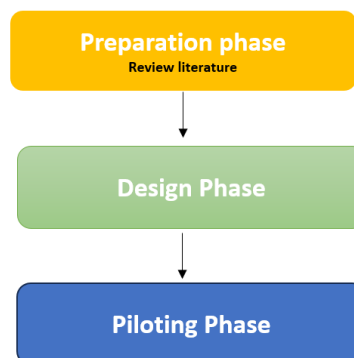 Preparation phase
Review literature
Design Phase
Piloting Phase